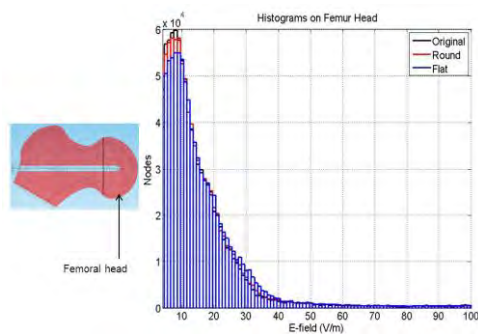 Histograms on Femur Head
x 10^4
Original
Round
Flat
6
5
4
3
2
1
0
Nodes
10 20 30 40 50 60 70 80 90 100
E-field (V/m)
Femoral head